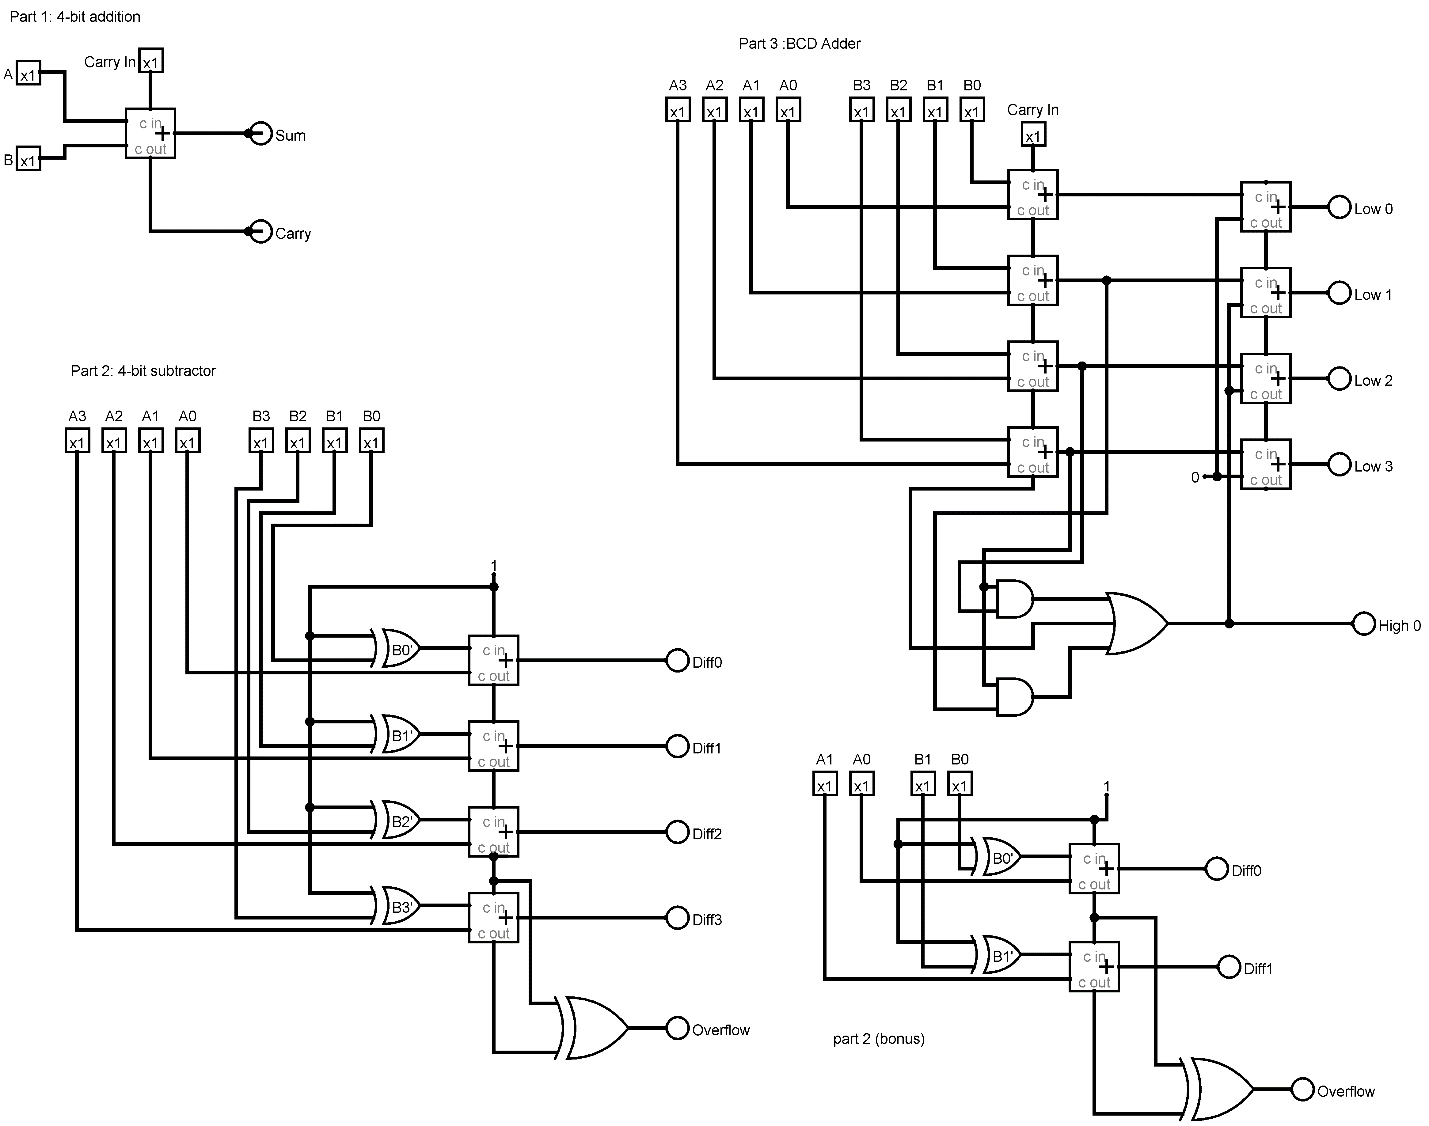 Part 1: 4-bit addition
Carry In x1
A x1
c in
+
Sum
c out
B x1
Carry
Part 3 :BCD Adder
A3 A2 A1 A0 B3 B2 B1 B0
x1 x1 x1 x1 x1 x1 x1 x1
Carry In
x1
c in + c out
c in + c out
Low 0
c in + c out
c in + c out
Low 1
c in + c out
c in + c out
Low 2
c in + c out
c in + c out
Low 3
0
High 0
Part 2: 4-bit subtractor
A3 A2 A1 A0 B3 B2 B1 B0
x1 x1 x1 x1 x1 x1 x1 x1
1
B0' c in + c out Diff0
B1' c in + c out Diff1
B2' c in + c out Diff2
B3' c in + c out Diff3
Overflow
A1 A0 B1 B0
x1 x1 x1 x1
1
B0' c in + c out Diff0
B1' c in + c out Diff1
part 2 (bonus)
Overflow